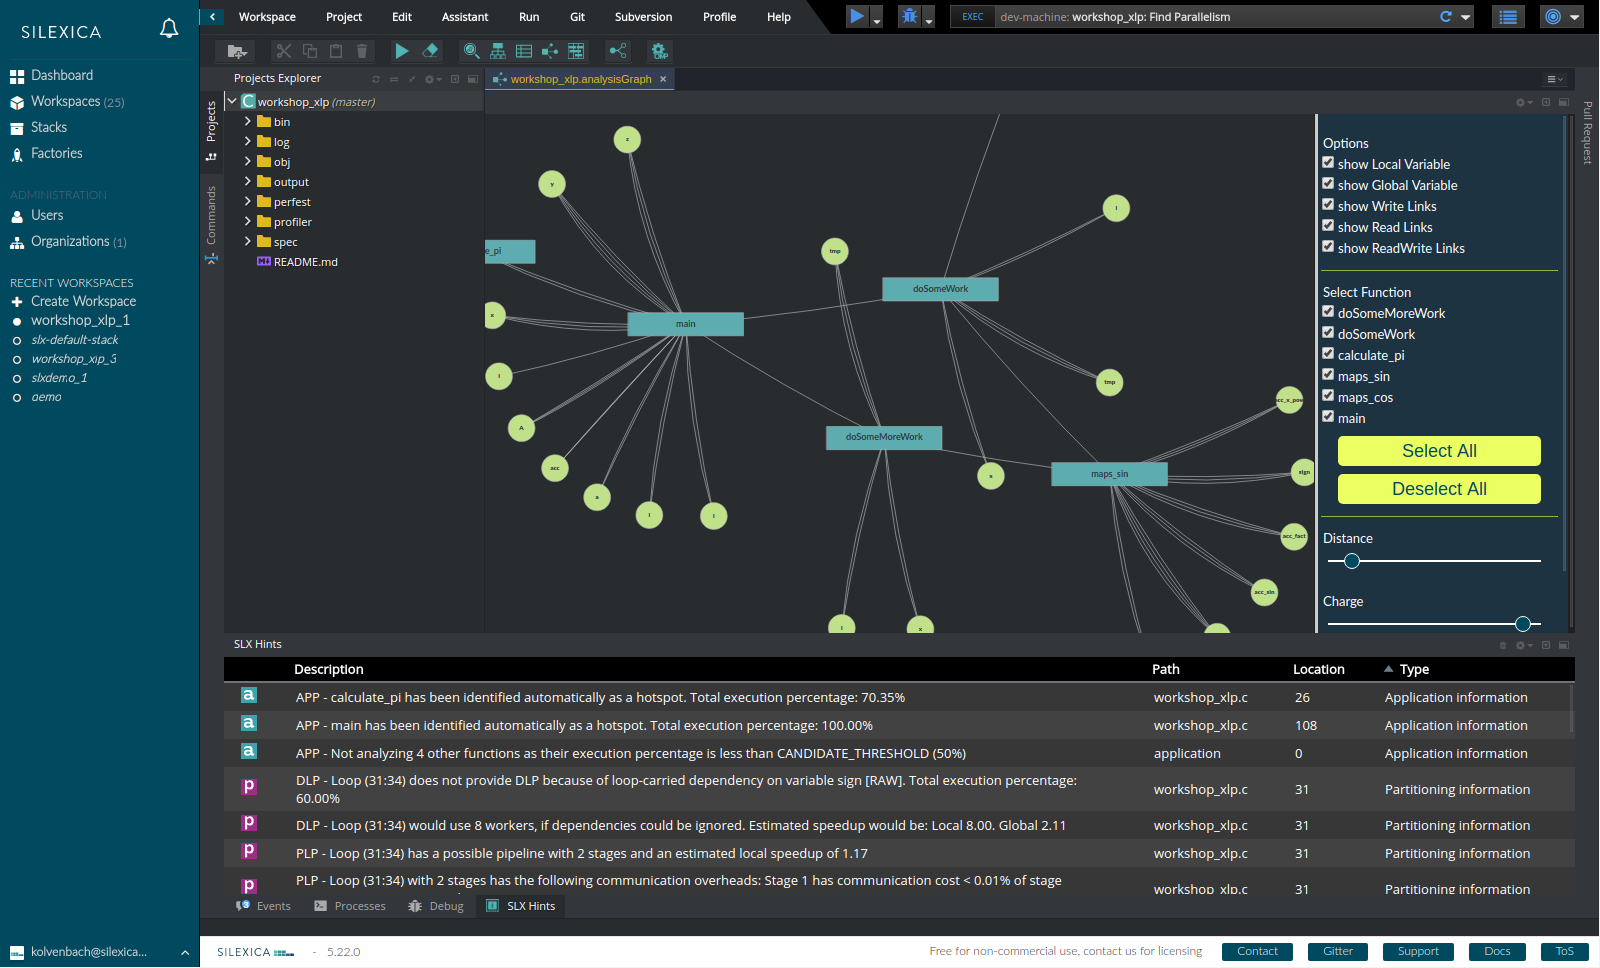 SILEXICA
Dashboard
Workspaces (25)
Stacks
Factories
ADMINISTRATION
Users
Organizations (1)
RECENT WORKSPACES
Create Workspace
workshop_xlp_1
slx-default-stack
workshop_xlp_3
slxdemo_1
kolvenbach@silexica...
Workspace Project Edit Assistant Run Git Subversion Profile Help
EXEC dev-machine: workshop_xlp: Find Parallelism
Projects Explorer
workshop_xlp.analysisGraph ×
Projects
Commands
Pull Request
workshop_xlp (master)
bin
log
obj
output
perfest
profiler
spec
README.md
z
y
e_pi
x
main
l
A
acc
a
l
l
tmp
doSomeWork
l
tmp
doSomeMoreWork
x
maps_sin
acc_x_pow
sign
acc_fact
acc_sin
l
x
Options
show Local Variable
show Global Variable
show Write Links
show Read Links
show ReadWrite Links
Select Function
doSomeMoreWork
doSomeWork
calculate_pi
maps_sin
maps_cos
main
Select All
Deselect All
Distance
Charge
SLX Hints
Description Path Location Type
a APP - calculate_pi has been identified automatically as a hotspot. Total execution percentage: 70.35% workshop_xlp.c 26 Application information
a APP - main has been identified automatically as a hotspot. Total execution percentage: 100.00% workshop_xlp.c 108 Application information
a APP - Not analyzing 4 other functions as their execution percentage is less than CANDIDATE_THRESHOLD (50%) application 0 Application information
p DLP - Loop (31:34) does not provide DLP because of loop-carried dependency on variable sign [RAW]. Total execution percentage:
60.00% workshop_xlp.c 31 Partitioning information
p DLP - Loop (31:34) would use 8 workers, if dependencies could be ignored. Estimated speedup would be: Local 8.00. Global 2.11 workshop_xlp.c 31 Partitioning information
p PLP - Loop (31:34) has a possible pipeline with 2 stages and an estimated local speedup of 1.17 workshop_xlp.c 31 Partitioning information
p PLP - Loop (31:34) with 2 stages has the following communication overheads: Stage 1 has communication cost < 0.01% of stage workshop_xlp.c 31 Partitioning information
3 Events Processes Debug SLX Hints
SILEXICA - 5.22.0
Free for non-commercial use, contact us for licensing Contact Gitter Support Docs ToS